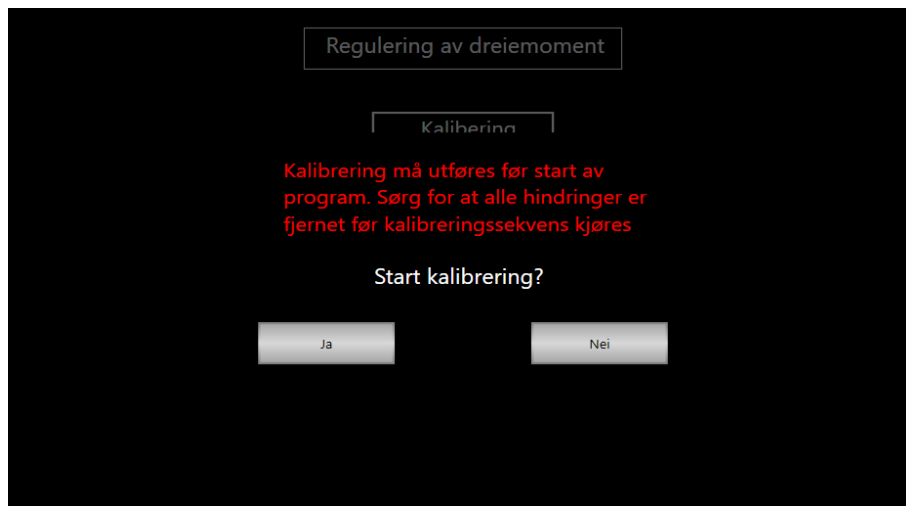 Regulering av dreiemoment
Kalibering
Kalibrering må utføres før start av
program. Sørg for at alle hindringer er
fjernet før kalibreringssekvens kjøres
Start kalibrering?
Ja
Nei